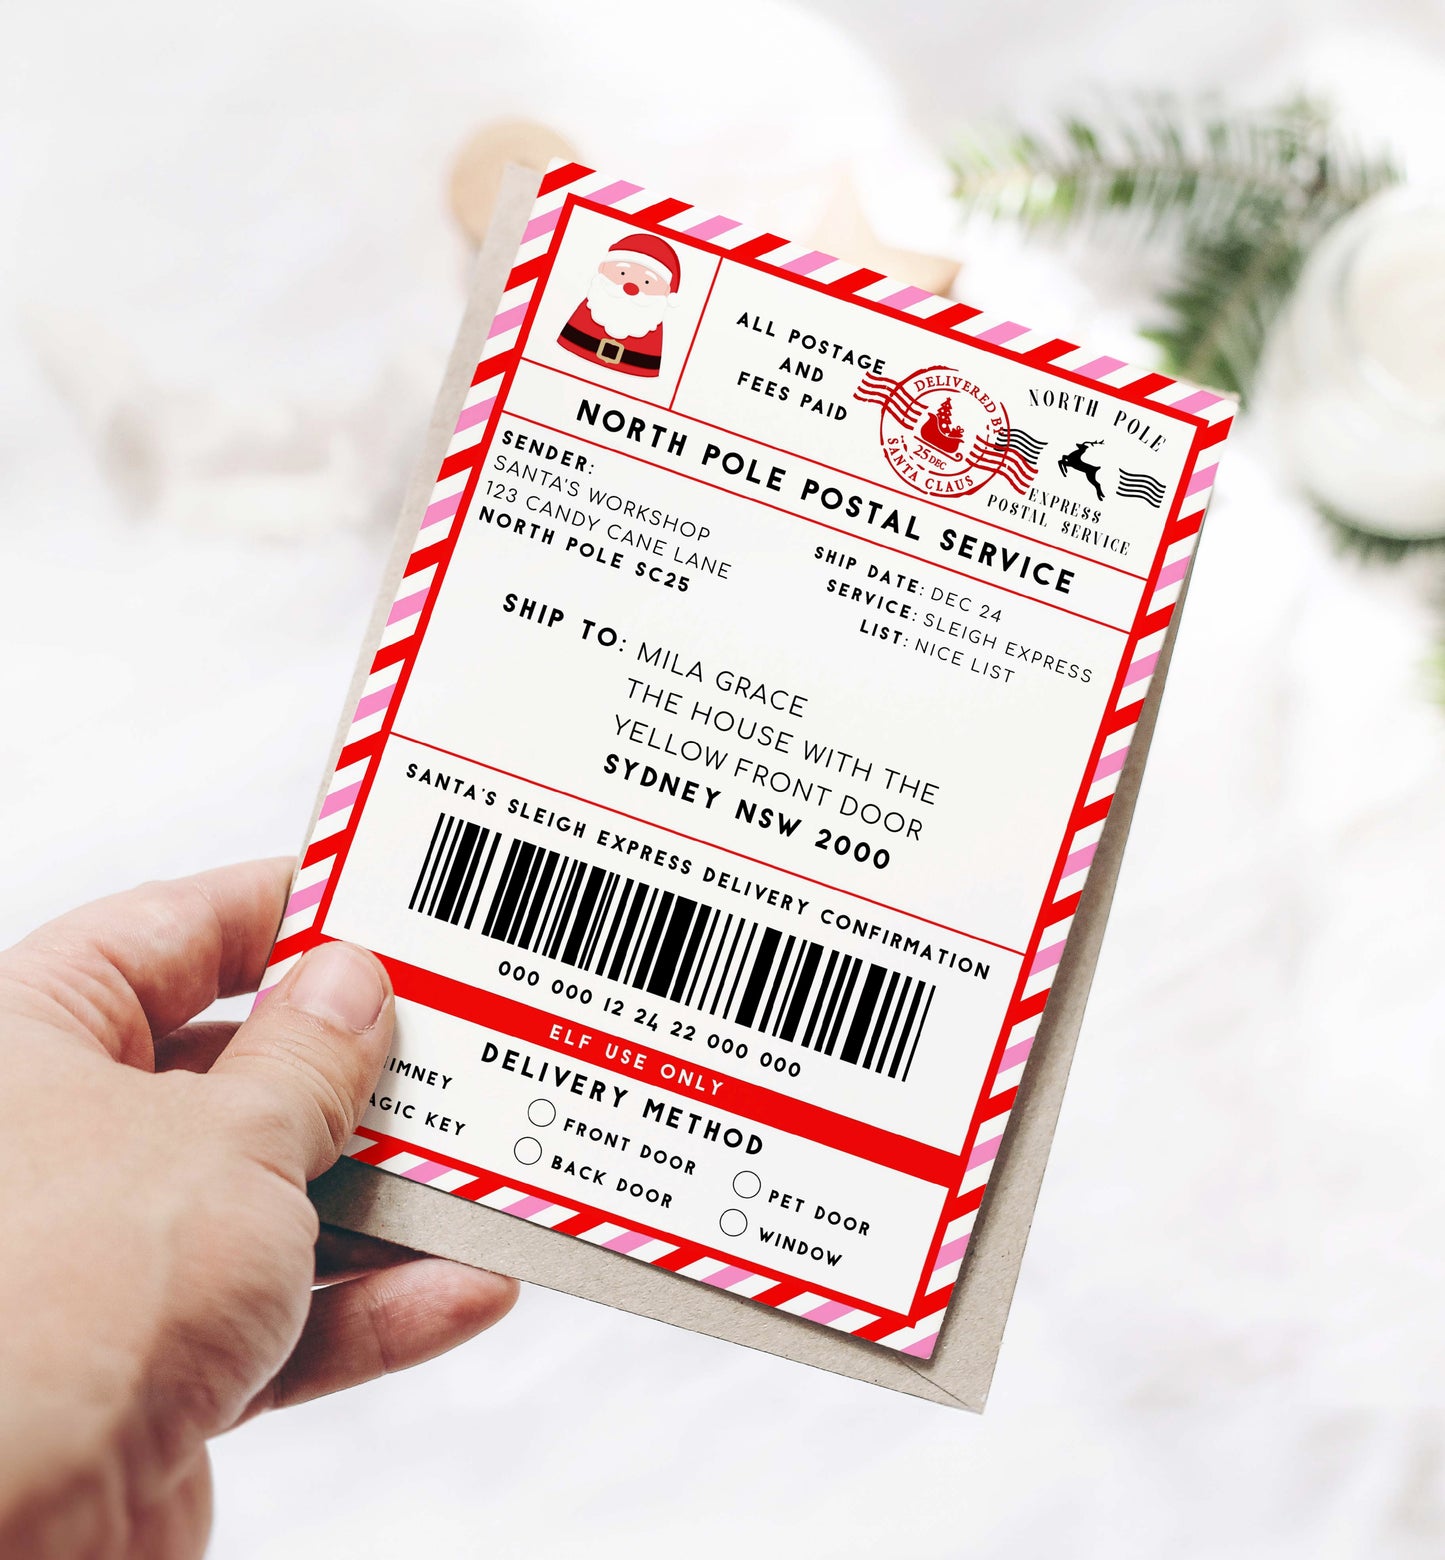 ALL POSTAGE
AND
FEES PAID
DELIVERED BY
25 DEC
SANTA CLAUS
NORTH POLE
EXPRESS
POSTAL SERVICE
NORTH POLE POSTAL SERVICE
SENDER:
SANTA'S WORKSHOP
123 CANDY CANE LANE
NORTH POLE SC25
SHIP DATE: DEC 24
SERVICE: SLEIGH EXPRESS
LIST: NICE LIST
SHIP TO: MILA GRACE
THE HOUSE WITH THE
YELLOW FRONT DOOR
SYDNEY NSW 2000
SANTA'S SLEIGH EXPRESS DELIVERY CONFIRMATION
000 000 12 24 22 000 000
ELF USE ONLY
DELIVERY METHOD
IMNEY
AGIC KEY
FRONT DOOR
BACK DOOR
PET DOOR
WINDOW